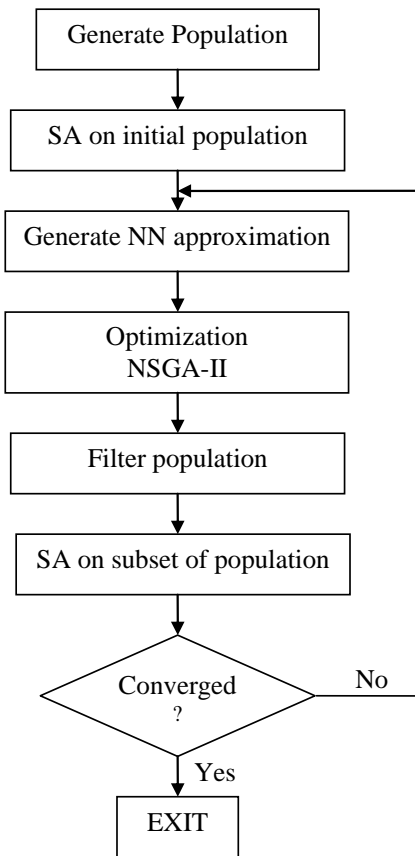 Generate Population
SA on initial population
Generate NN approximation
Optimization
NSGA-II
Filter population
SA on subset of population
Converged
?
No
Yes
EXIT